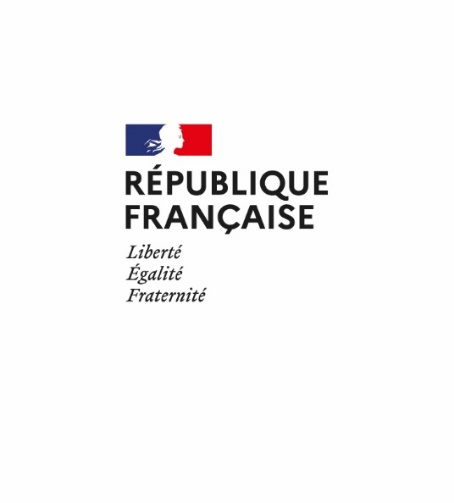 RÉPUBLIQUE
FRANÇAISE
Liberté
Égalité
Fraternité